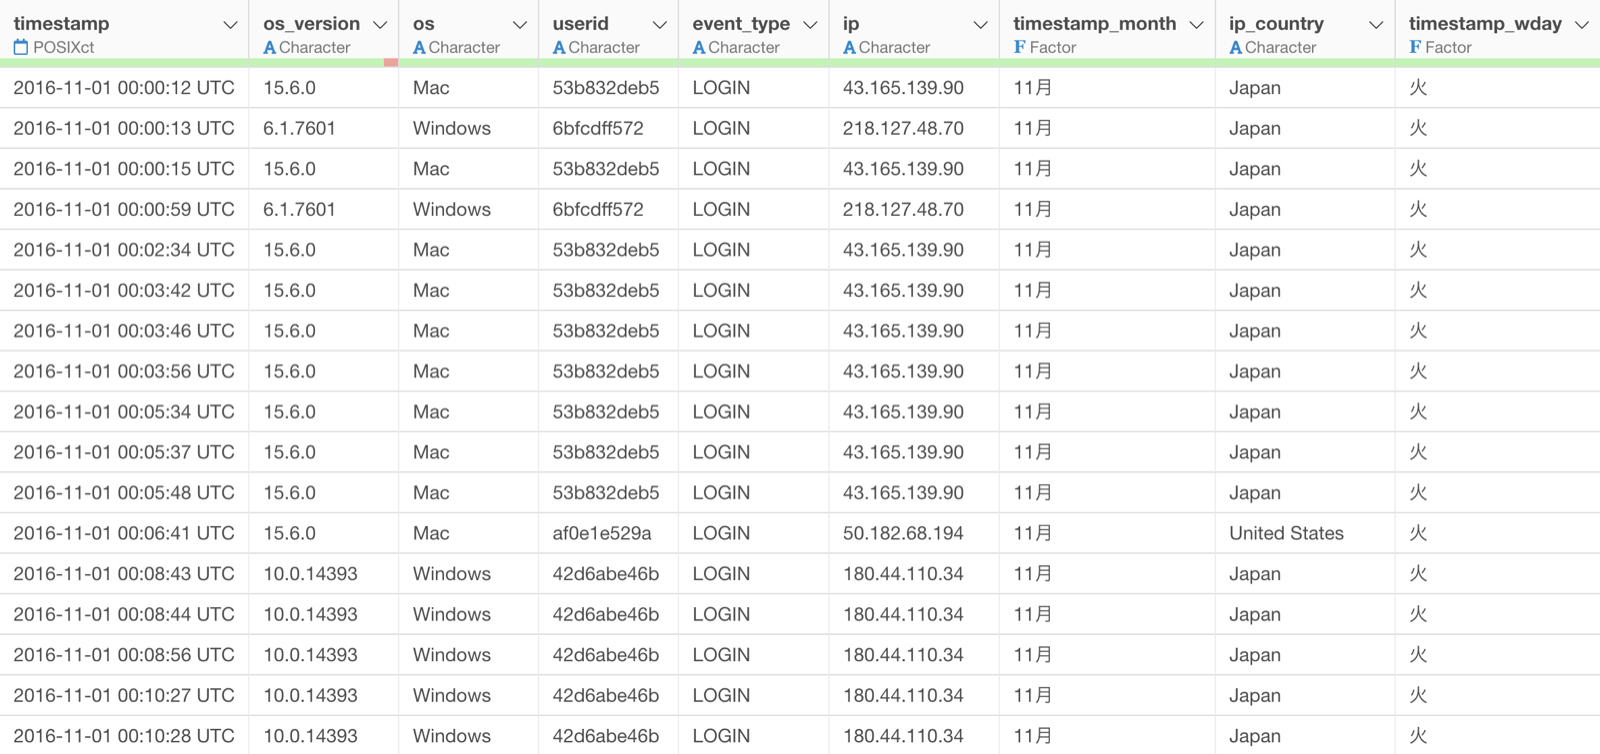 timestamp os_version os userid event_type ip timestamp_month ip_country timestamp_wday
POSIXct A Character A Character A Character A Character A Character F Factor A Character F Factor
2016-11-01 00:00:12 UTC 15.6.0 Mac 53b832deb5 LOGIN 43.165.139.90 11月 Japan 火
2016-11-01 00:00:13 UTC 6.1.7601 Windows 6bfcdff572 LOGIN 218.127.48.70 11月 Japan 火
2016-11-01 00:00:15 UTC 15.6.0 Mac 53b832deb5 LOGIN 43.165.139.90 11月 Japan 火
2016-11-01 00:00:59 UTC 6.1.7601 Windows 6bfcdff572 LOGIN 218.127.48.70 11月 Japan 火
2016-11-01 00:02:34 UTC 15.6.0 Mac 53b832deb5 LOGIN 43.165.139.90 11月 Japan 火
2016-11-01 00:03:42 UTC 15.6.0 Mac 53b832deb5 LOGIN 43.165.139.90 11月 Japan 火
2016-11-01 00:03:46 UTC 15.6.0 Mac 53b832deb5 LOGIN 43.165.139.90 11月 Japan 火
2016-11-01 00:03:56 UTC 15.6.0 Mac 53b832deb5 LOGIN 43.165.139.90 11月 Japan 火
2016-11-01 00:05:34 UTC 15.6.0 Mac 53b832deb5 LOGIN 43.165.139.90 11月 Japan 火
2016-11-01 00:05:37 UTC 15.6.0 Mac 53b832deb5 LOGIN 43.165.139.90 11月 Japan 火
2016-11-01 00:05:48 UTC 15.6.0 Mac 53b832deb5 LOGIN 43.165.139.90 11月 Japan 火
2016-11-01 00:06:41 UTC 15.6.0 Mac af0e1e529a LOGIN 50.182.68.194 11月 United States 火
2016-11-01 00:08:43 UTC 10.0.14393 Windows 42d6abe46b LOGIN 180.44.110.34 11月 Japan 火
2016-11-01 00:08:44 UTC 10.0.14393 Windows 42d6abe46b LOGIN 180.44.110.34 11月 Japan 火
2016-11-01 00:08:56 UTC 10.0.14393 Windows 42d6abe46b LOGIN 180.44.110.34 11月 Japan 火
2016-11-01 00:10:27 UTC 10.0.14393 Windows 42d6abe46b LOGIN 180.44.110.34 11月 Japan 火
2016-11-01 00:10:28 UTC 10.0.14393 Windows 42d6abe46b LOGIN 180.44.110.34 11月 Japan 火